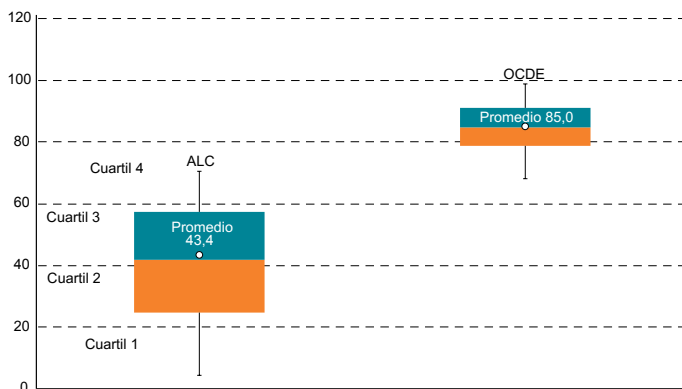 120
100
80
60
40
20
0
OCDE
Promedio 85,0
ALC
Cuartil 4
Cuartil 3
Promedio
43,4
Cuartil 2
Cuartil 1